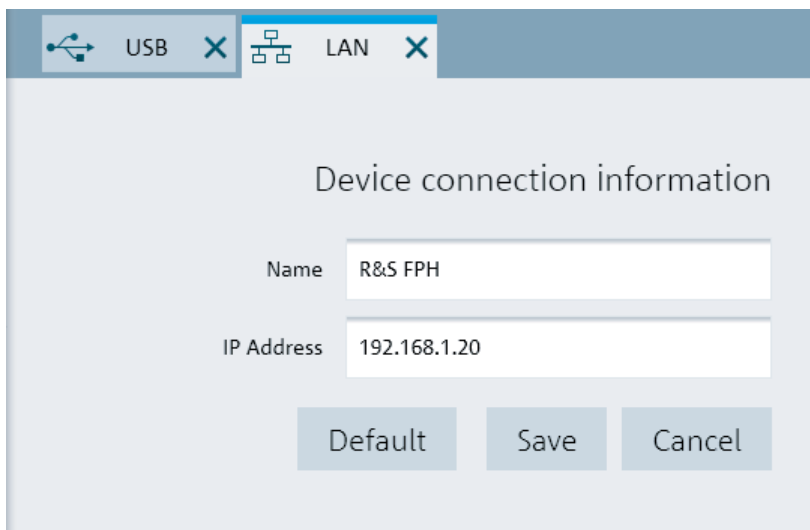 USB LAN
Device connection information
Name R&S FPH
IP Address 192.168.1.20
Default Save Cancel